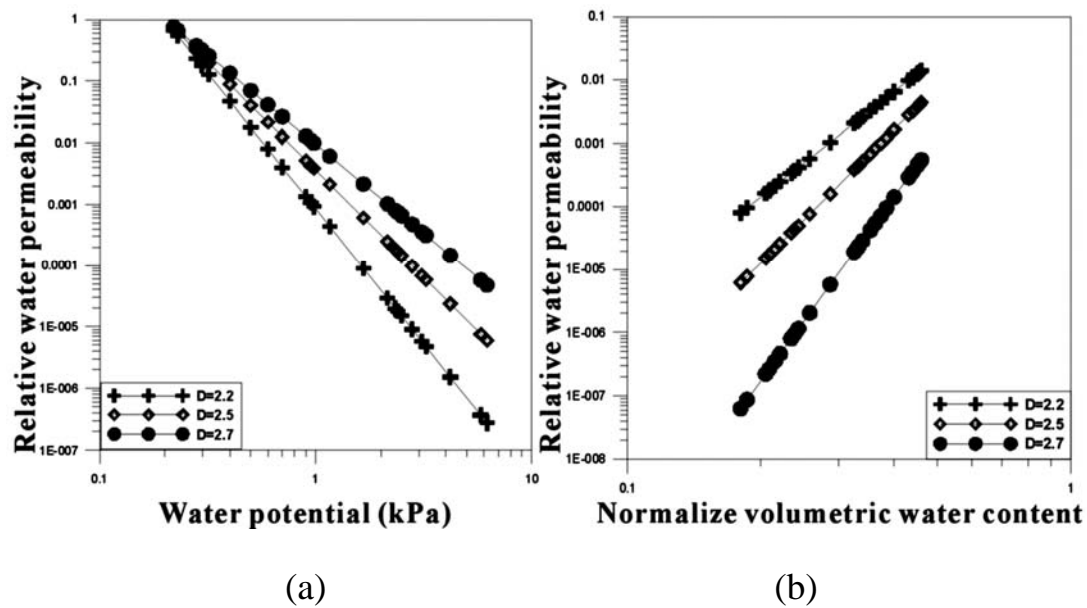 Relative water permeability
1
0.1
0.01
0.001
0.0001
1E-005
1E-006
1E-007
D=2.2
D=2.5
D=2.7
0.1
1
10
Water potential (kPa)
(a)
Relative water permeability
0.1
0.01
0.001
0.0001
1E-005
1E-006
1E-007
1E-008
D=2.2
D=2.5
D=2.7
0.1
1
Normalize volumetric water content
(b)